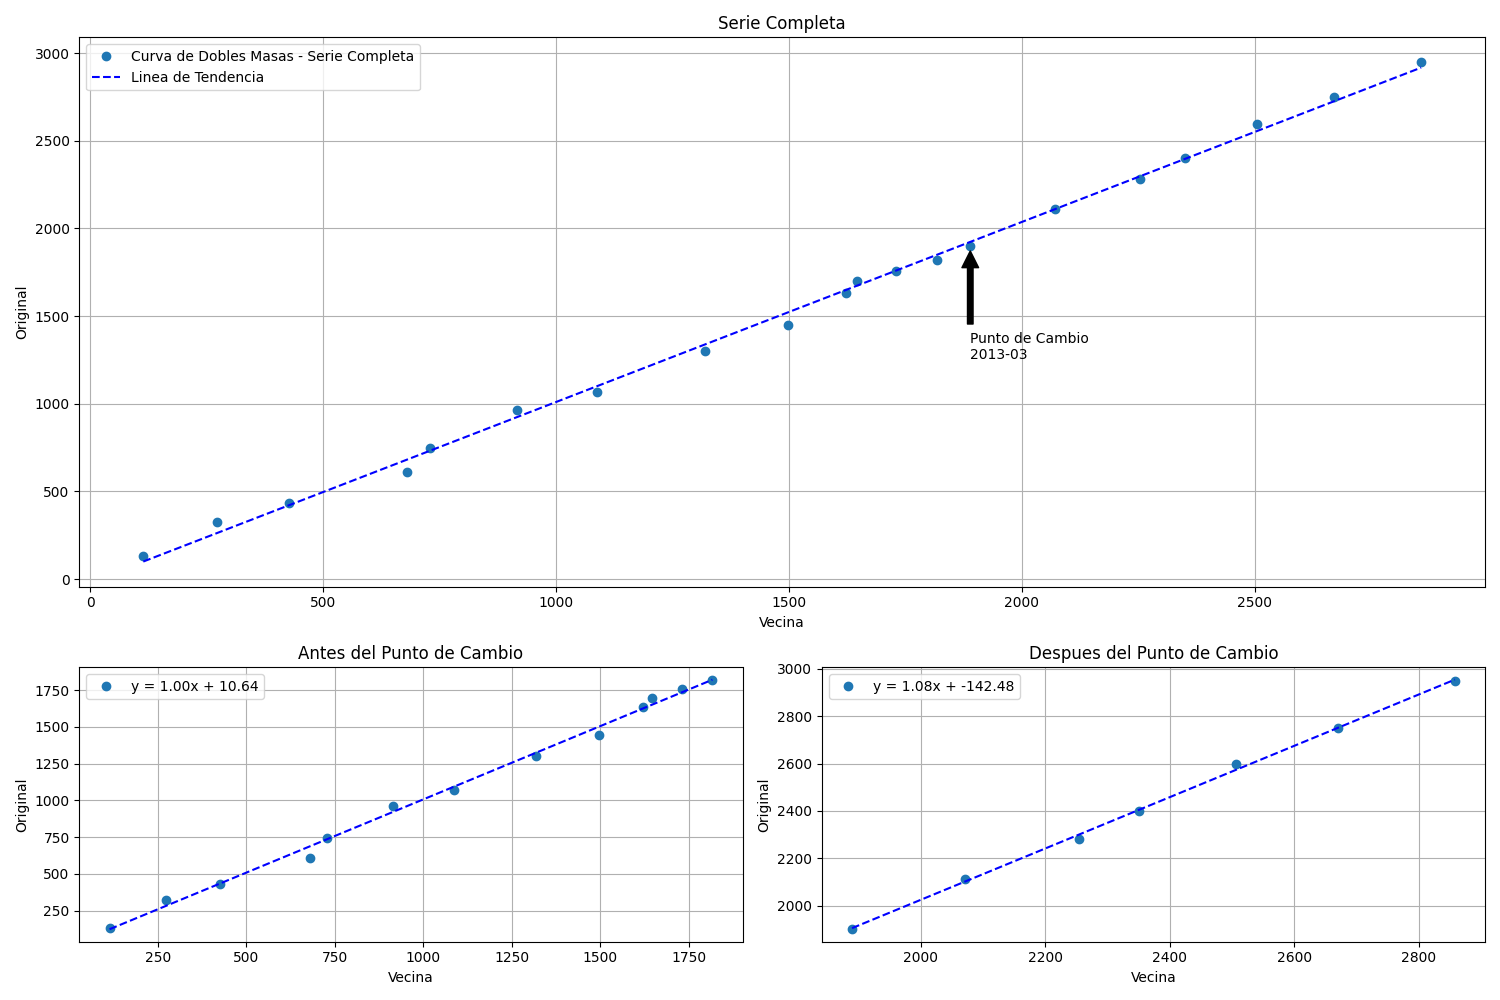 Serie Completa
Curva de Dobles Masas - Serie Completa
Linea de Tendencia
3000
2500
2000
1500
1000
500
0
Original
Punto de Cambio
2013-03
0
500
1000
1500
2000
2500
Vecina
Antes del Punto de Cambio
y = 1.00x + 10.64
1750
1500
1250
1000
750
500
250
Original
250
500
750
1000
1250
1500
1750
Vecina
Despues del Punto de Cambio
y = 1.08x + -142.48
3000
2800
2600
2400
2200
2000
Original
2000
2200
2400
2600
2800
Vecina